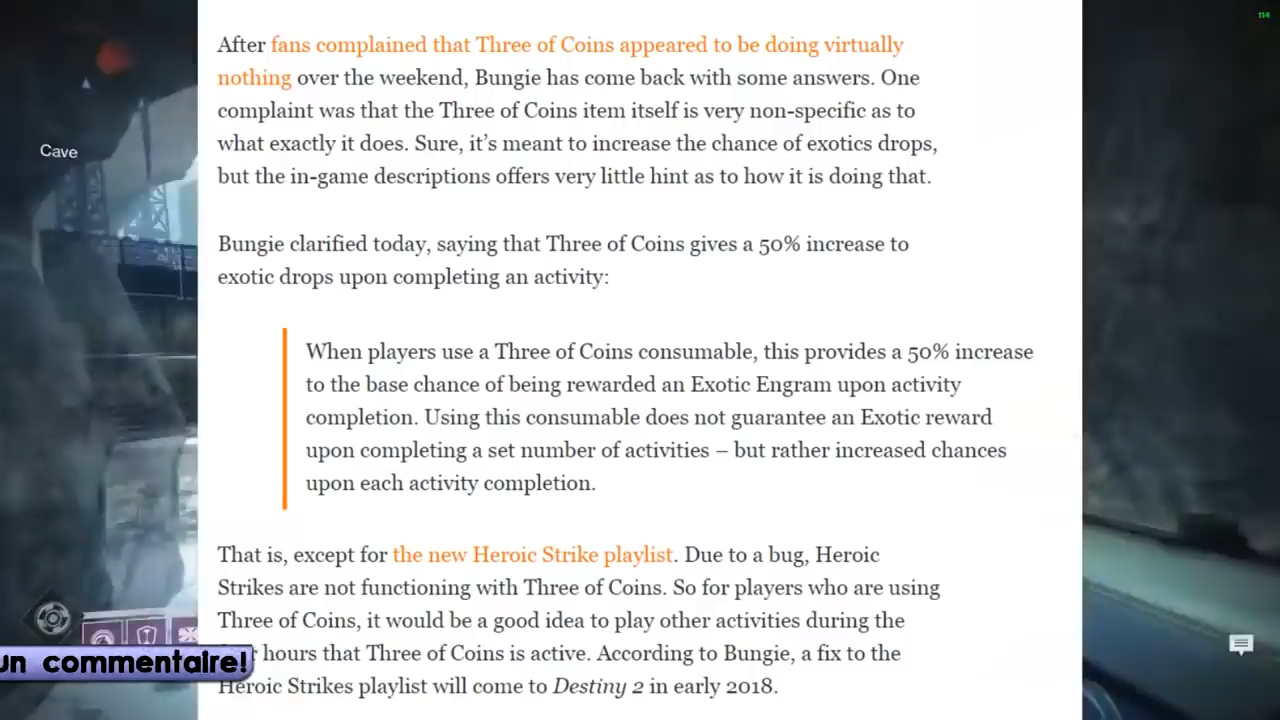 114
After fans complained that Three of Coins appeared to be doing virtually
nothing over the weekend, Bungie has come back with some answers. One
complaint was that the Three of Coins item itself is very non-specific as to
what exactly it does. Sure, it’s meant to increase the chance of exotics drops,
but the in-game descriptions offers very little hint as to how it is doing that.
Cave
Bungie clarified today, saying that Three of Coins gives a 50% increase to
exotic drops upon completing an activity:
When players use a Three of Coins consumable, this provides a 50% increase
to the base chance of being rewarded an Exotic Engram upon activity
completion. Using this consumable does not guarantee an Exotic reward
upon completing a set number of activities – but rather increased chances
upon each activity completion.
That is, except for the new Heroic Strike playlist. Due to a bug, Heroic
Strikes are not functioning with Three of Coins. So for players who are using
Three of Coins, it would be a good idea to play other activities during the
hours that Three of Coins is active. According to Bungie, a fix to the
Heroic Strikes playlist will come to Destiny 2 in early 2018.
un commentaire!